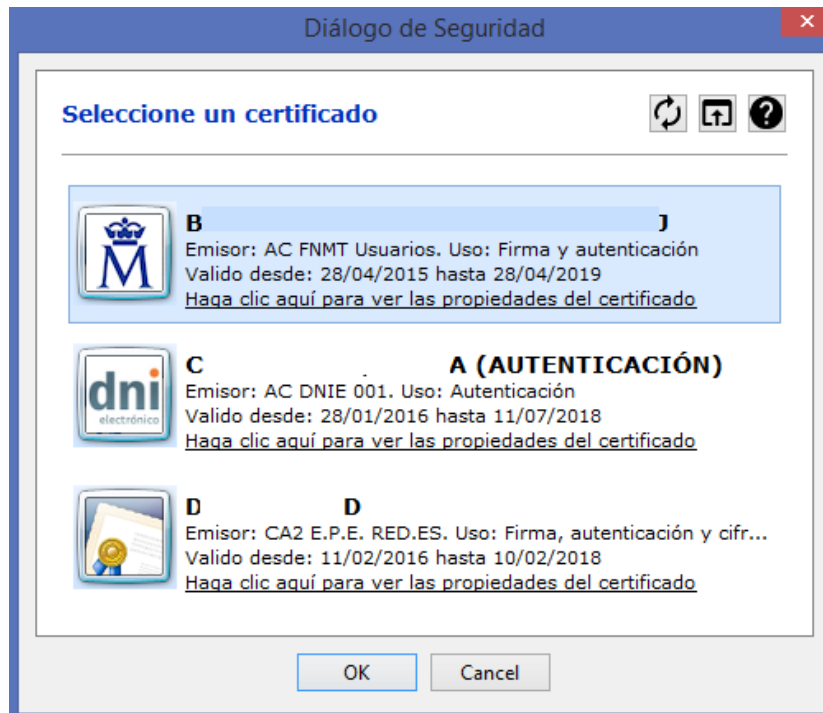 Diálogo de Seguridad
Seleccione un certificado
B J
Emisor: AC FNMT Usuarios. Uso: Firma y autenticación
Valido desde: 28/04/2015 hasta 28/04/2019
Haga clic aquí para ver las propiedades del certificado
C A (AUTENTICACIÓN)
dni
electrónico
Emisor: AC DNIE 001. Uso: Autenticación
Valido desde: 28/01/2016 hasta 11/07/2018
Haga clic aquí para ver las propiedades del certificado
D D
Emisor: CA2 E.P.E. RED.ES. Uso: Firma, autenticación y cifr...
Valido desde: 11/02/2016 hasta 10/02/2018
Haga clic aquí para ver las propiedades del certificado
OK
Cancel